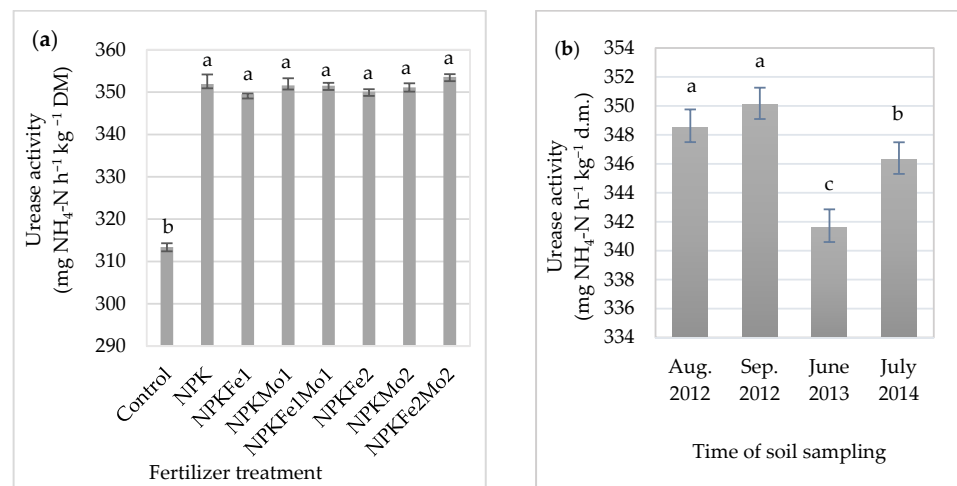 (a)
Urease activity
(mg NH₄-N h⁻¹ kg⁻¹ DM)
360
350
340
330
320
310
300
290
b
a
a
a
a
a
a
a
Control
NPK
NPKFe1
NPKMo1
NPKFe1Mo1
NPKFe2
NPKMo2
NPKFe2Mo2
Fertilizer treatment
(b)
Urease activity
(mg NH₄-N h⁻¹ kg⁻¹ d.m.)
354
352
350
348
346
344
342
340
338
336
334
a
a
c
b
Aug.
2012
Sep.
2012
June
2013
July
2014
Time of soil sampling